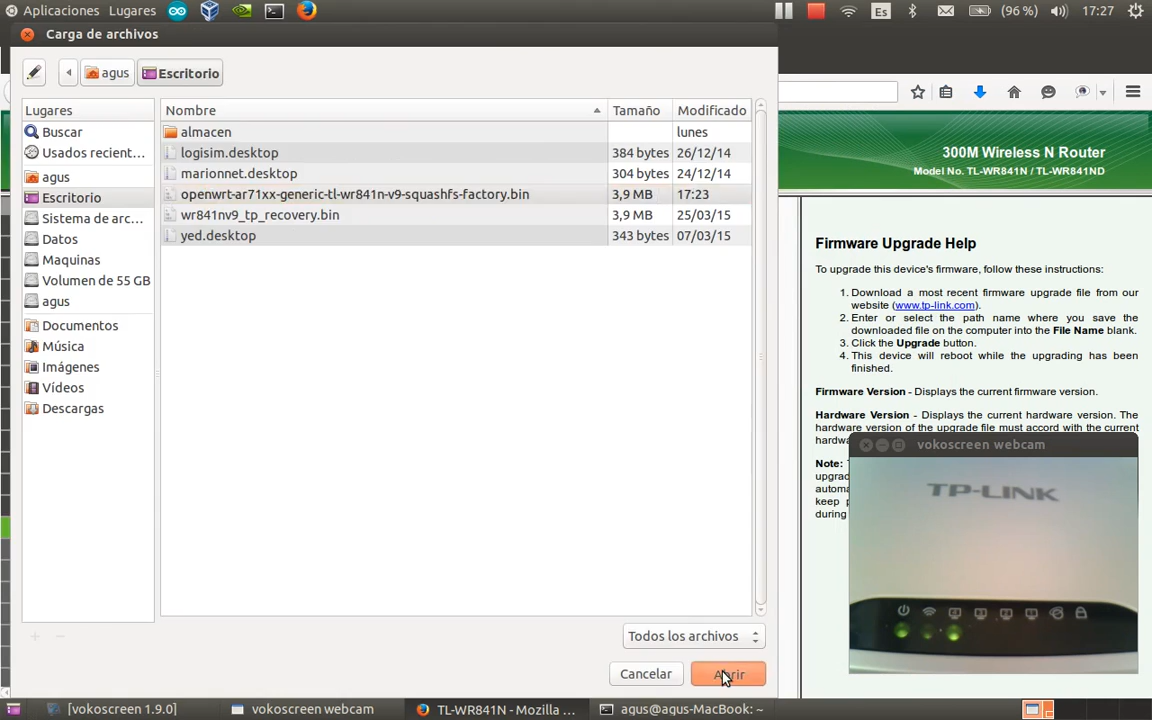 Aplicaciones Lugares
Es
(96 %)
17:27
Carga de archivos
agus
Escritorio
Lugares
Buscar
Usados recient...
agus
Escritorio
Sistema de arc...
Datos
Maquinas
Volumen de 55 GB
agus
Documentos
Música
Imágenes
Vídeos
Descargas
Nombre Tamaño Modificado
almacen lunes
logisim.desktop 384 bytes 26/12/14
marionnet.desktop 304 bytes 24/12/14
openwrt-ar71xx-generic-tl-wr841n-v9-squashfs-factory.bin 3,9 MB 17:23
wr841nv9_tp_recovery.bin 3,9 MB 25/03/15
yed.desktop 343 bytes 07/03/15
Todos los archivos
Cancelar
Abrir
300M Wireless N Router
Model No. TL-WR841N / TL-WR841ND
Firmware Upgrade Help
To upgrade this device's firmware, follow these instructions:
1. Download a most recent firmware upgrade file from our
website (www.tp-link.com).
2. Enter or select the path name where you save the
downloaded file on the computer into the File Name blank.
3. Click the Upgrade button.
4. This device will reboot while the upgrading has been
finished.
Firmware Version - Displays the current firmware version.
Hardware Version - Displays the current hardware version. The
hardware version of the upgrade file must accord with the current
Note:
keep
during
vokoscreen webcam
TP-LINK
[vokoscreen 1.9.0]
vokoscreen webcam
TL-WR841N - Mozilla ...
agus@agus-MacBook: ~